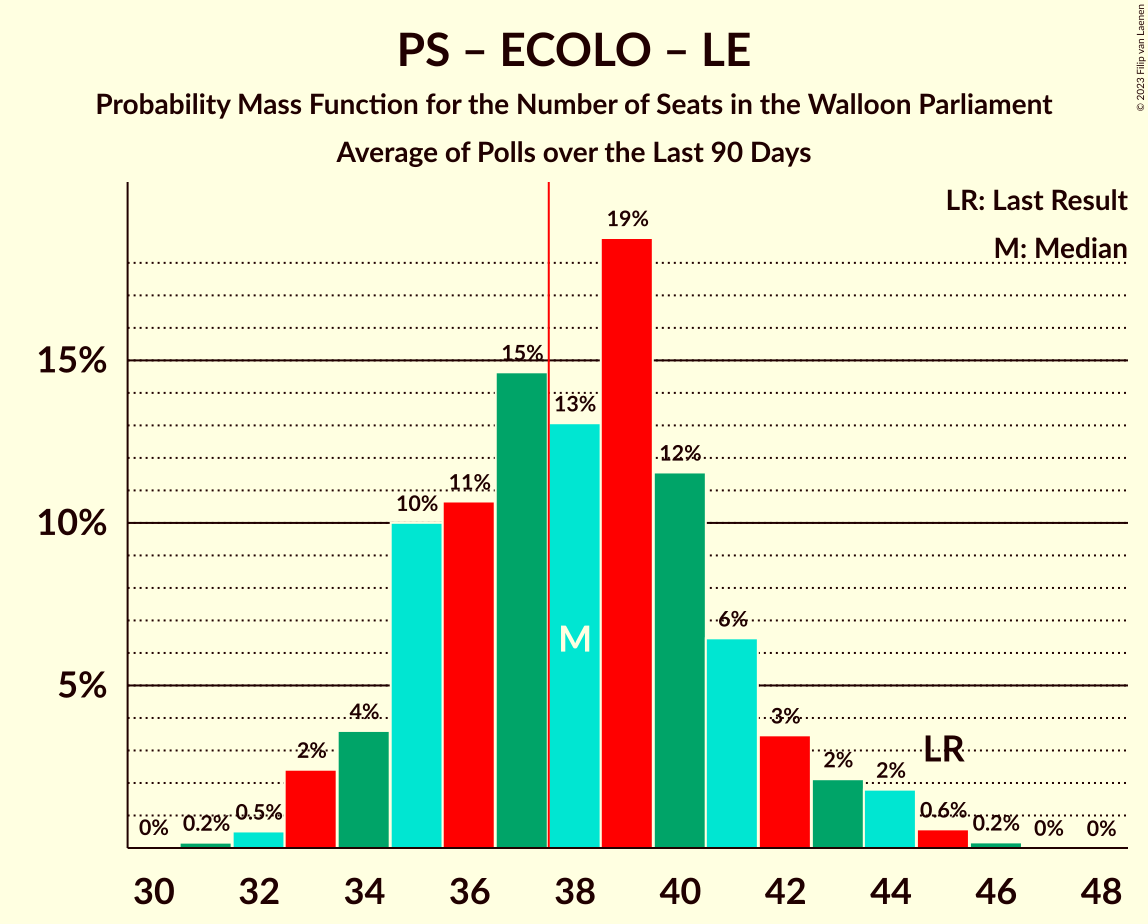 PS – ECOLO – LE
Probability Mass Function for the Number of Seats in the Walloon Parliament
Average of Polls over the Last 90 Days
© 2023 Filip van Laenen
LR: Last Result
M: Median
15%
10%
5%
0%
0.2%
0.5%
2%
4%
10%
11%
15%
13%
19%
12%
6%
3%
2%
2%
0.6%
0.2%
0%
0%
M
LR
30 32 34 36 38 40 42 44 46 48